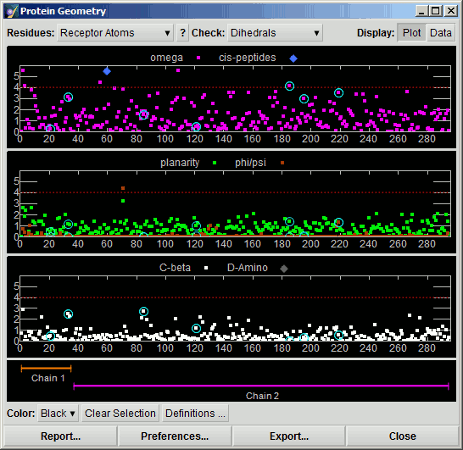 Protein Geometry
Residues: Receptor Atoms ? Check: Dihedrals Display: Plot Data
omega cis-peptides
5
4
3
2
1
0
0 20 40 60 80 100 120 140 160 180 200 220 240 260 280
planarity phi/psi
5
4
3
2
1
0
0 20 40 60 80 100 120 140 160 180 200 220 240 260 280
C-beta D-Amino
5
4
3
2
1
0
0 20 40 60 80 100 120 140 160 180 200 220 240 260 280
Chain 1
Chain 2
Color: Black Clear Selection Definitions ...
Report... Preferences... Export... Close